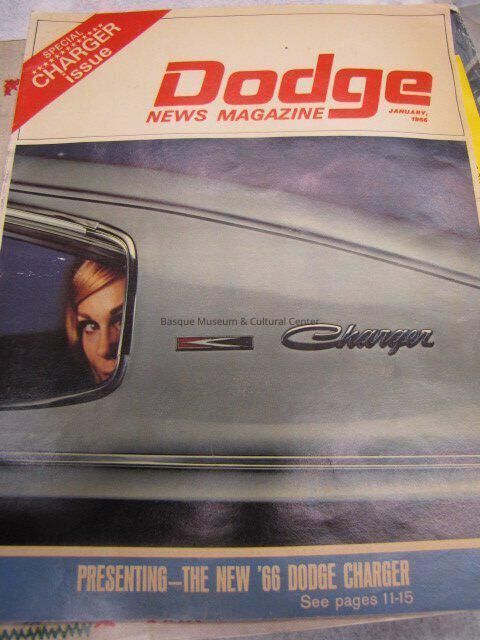 SPECIAL
CHARGER
issue
Dodge
NEWS MAGAZINE
JANUARY,
1966
Basque Museum & Cultural Center
Charger
PRESENTING—THE NEW '66 DODGE CHARGER
See pages 11-15